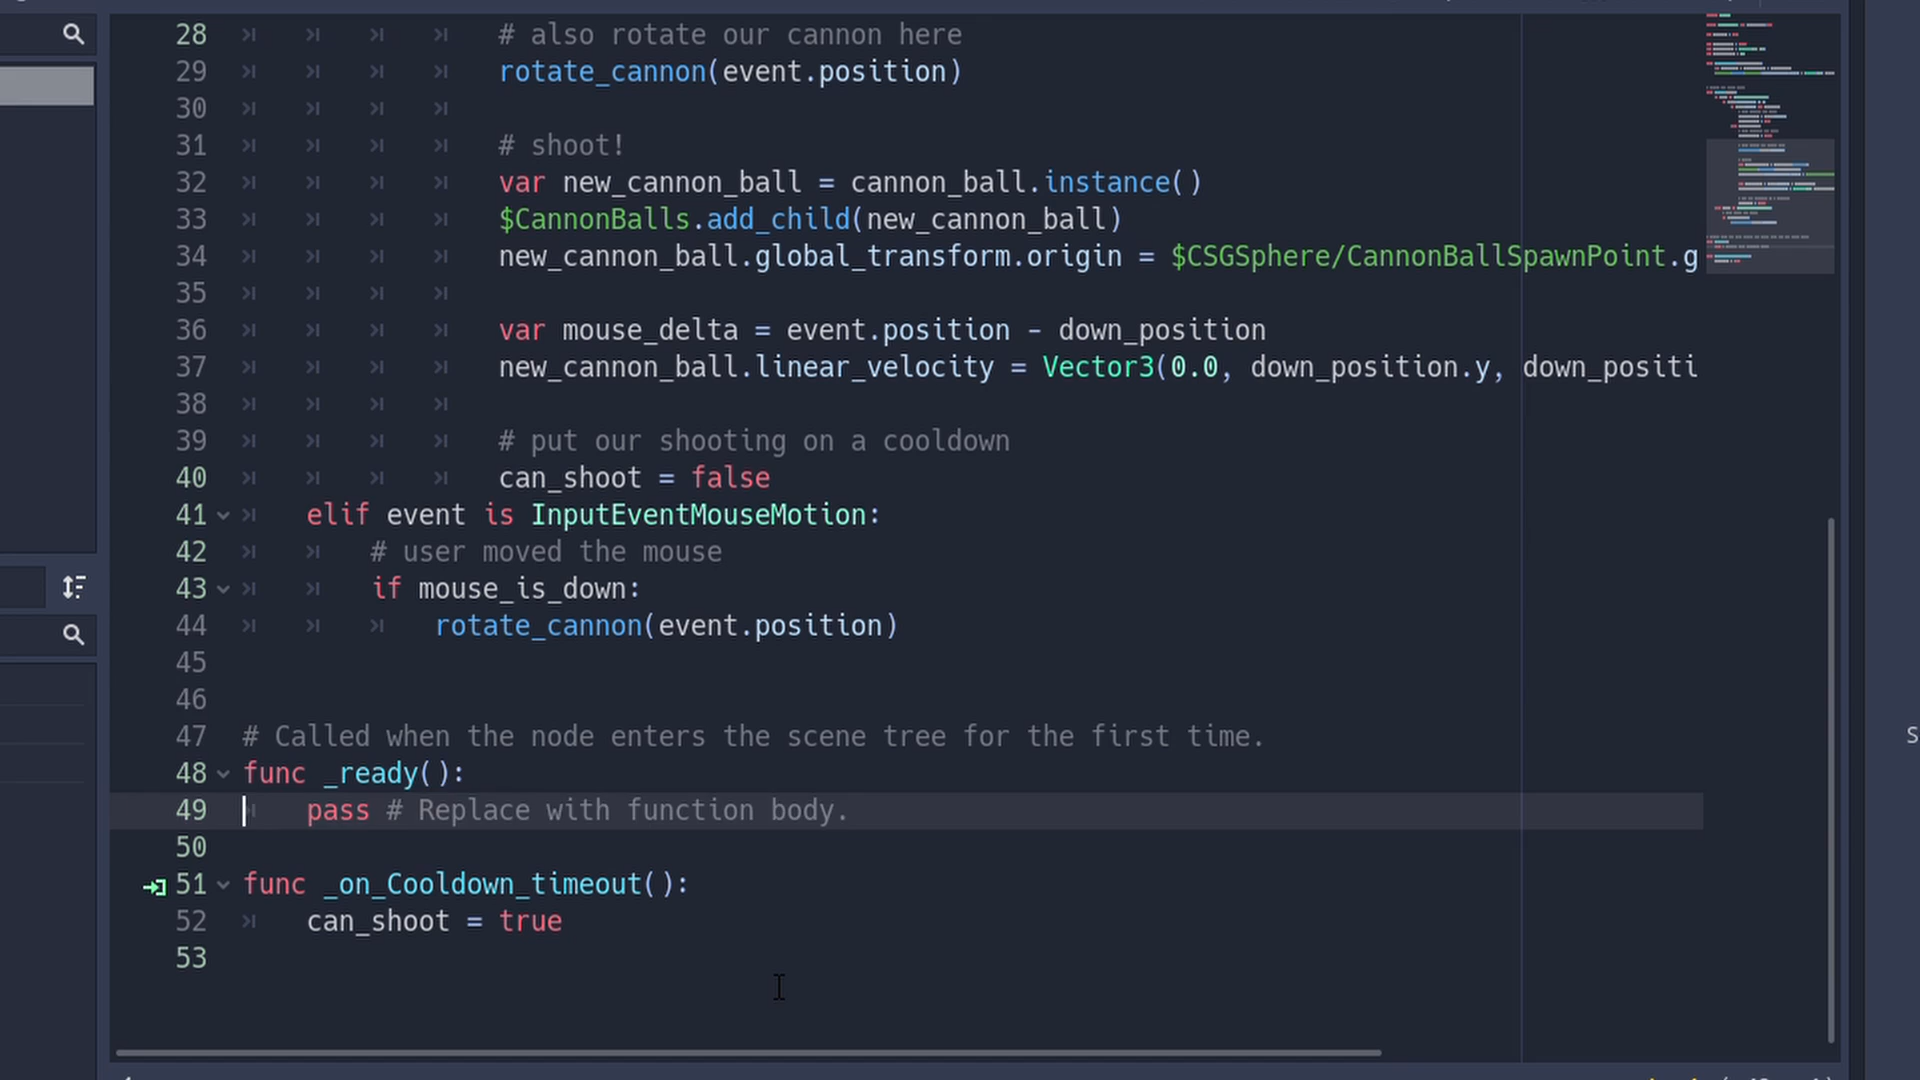 28 # also rotate our cannon here
29 rotate_cannon(event.position)
30
31 # shoot!
32 var new_cannon_ball = cannon_ball.instance()
33 $CannonBalls.add_child(new_cannon_ball)
34 new_cannon_ball.global_transform.origin = $CSGSphere/CannonBallSpawnPoint.g
35
36 var mouse_delta = event.position - down_position
37 new_cannon_ball.linear_velocity = Vector3(0.0, down_position.y, down_positi
38
39 # put our shooting on a cooldown
40 can_shoot = false
41 elif event is InputEventMouseMotion:
42 # user moved the mouse
43 if mouse_is_down:
44 rotate_cannon(event.position)
45
46
47 # Called when the node enters the scene tree for the first time.
48 func _ready():
49 pass # Replace with function body.
50
51 func _on_Cooldown_timeout():
52 can_shoot = true
53